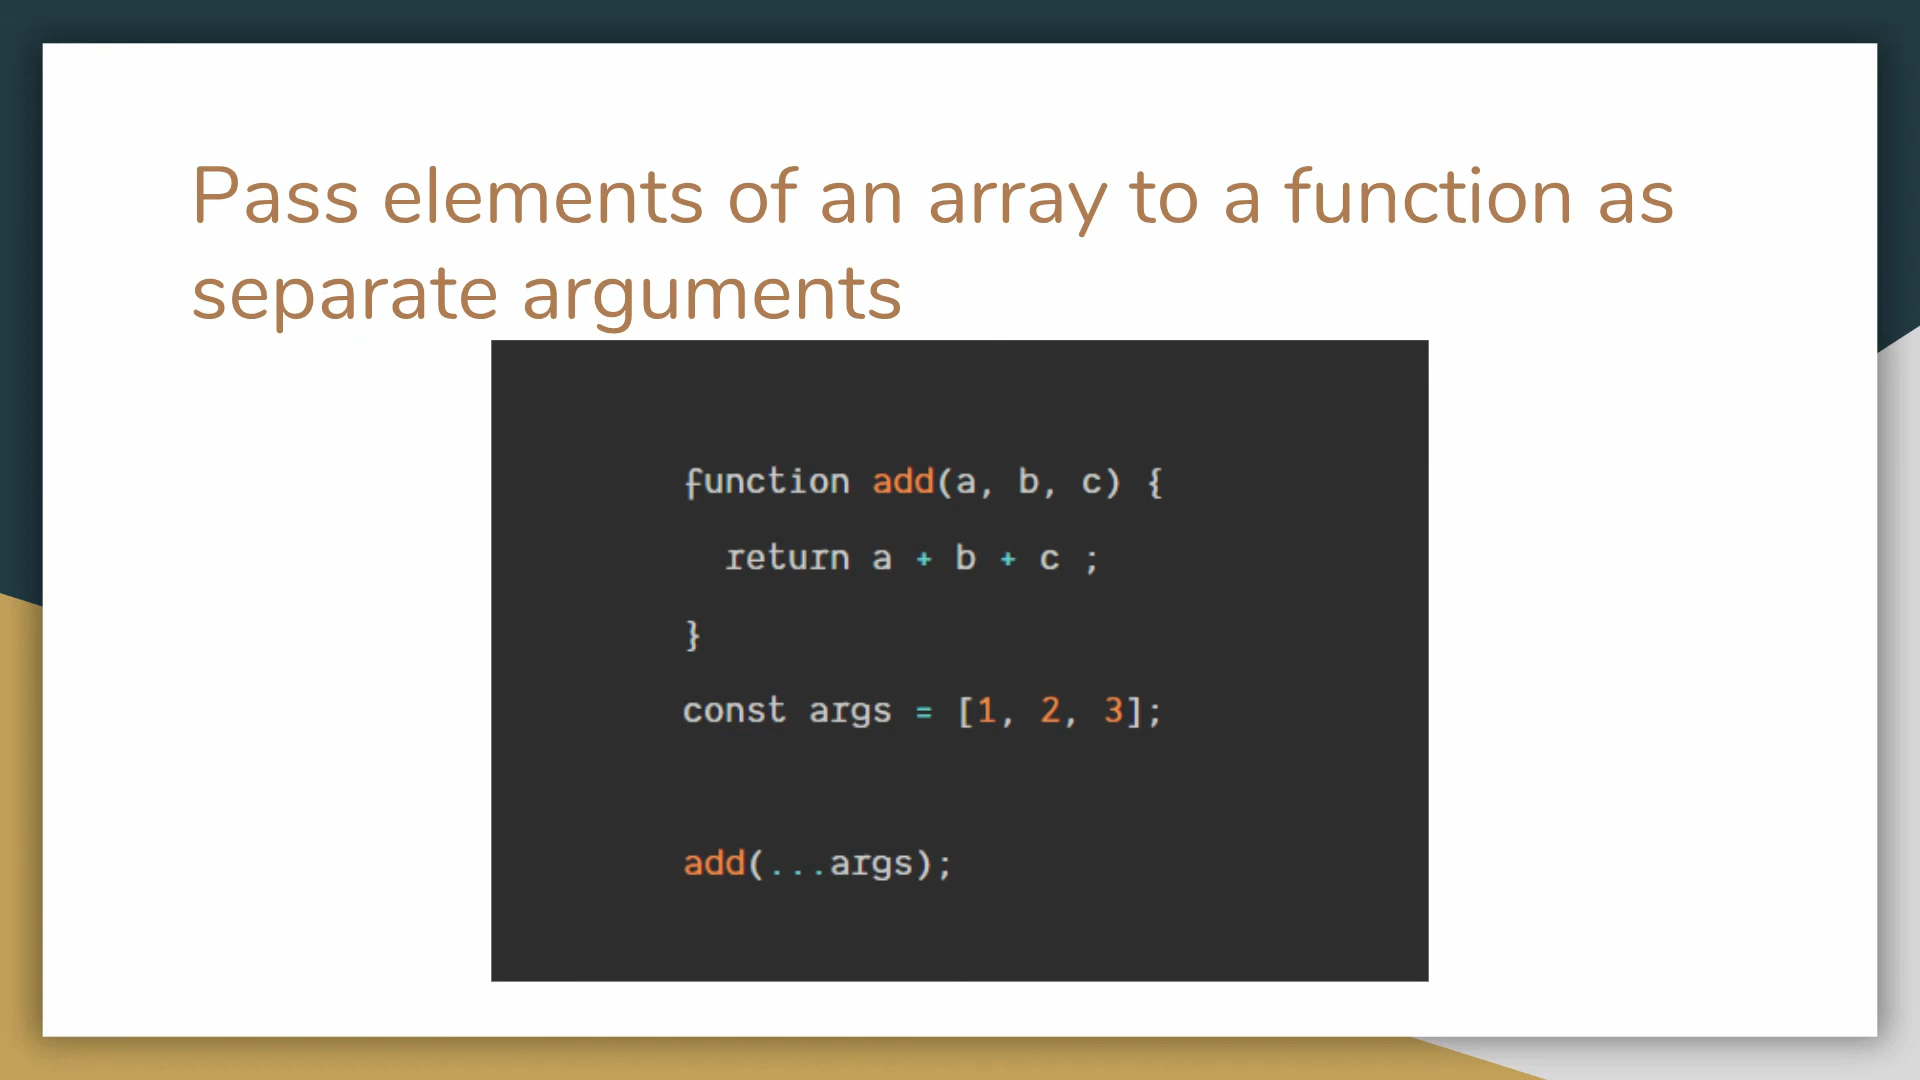 Pass elements of an array to a function as
separate arguments
function add(a, b, c) {
return a + b + c ;
}
const args = [1, 2, 3];
add(...args);